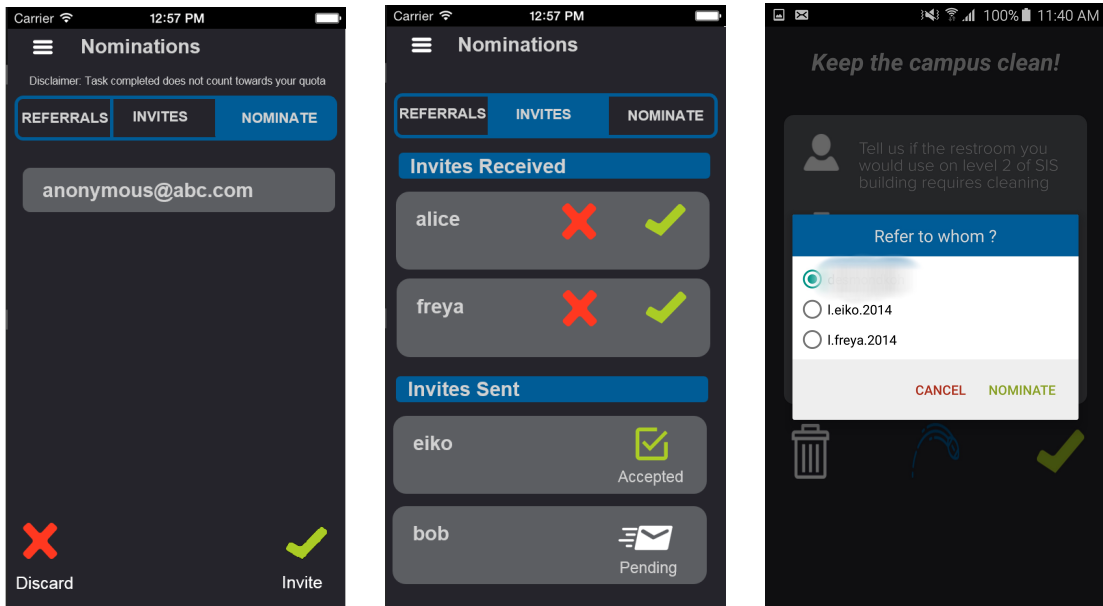 Carrier 12:57 PM
Nominations
Disclaimer: Task completed does not count towards your quota
REFERRALS INVITES NOMINATE
anonymous@abc.com
Discard Invite
Carrier 12:57 PM
Nominations
REFERRALS INVITES NOMINATE
Invites Received
alice
freya
Invites Sent
eiko
Accepted
bob
Pending
100% 11:40 AM
Keep the campus clean!
Tell us if the restroom you
would use on level 2 of SIS
building requires cleaning
Refer to whom ?
l.eiko.2014
l.freya.2014
CANCEL NOMINATE